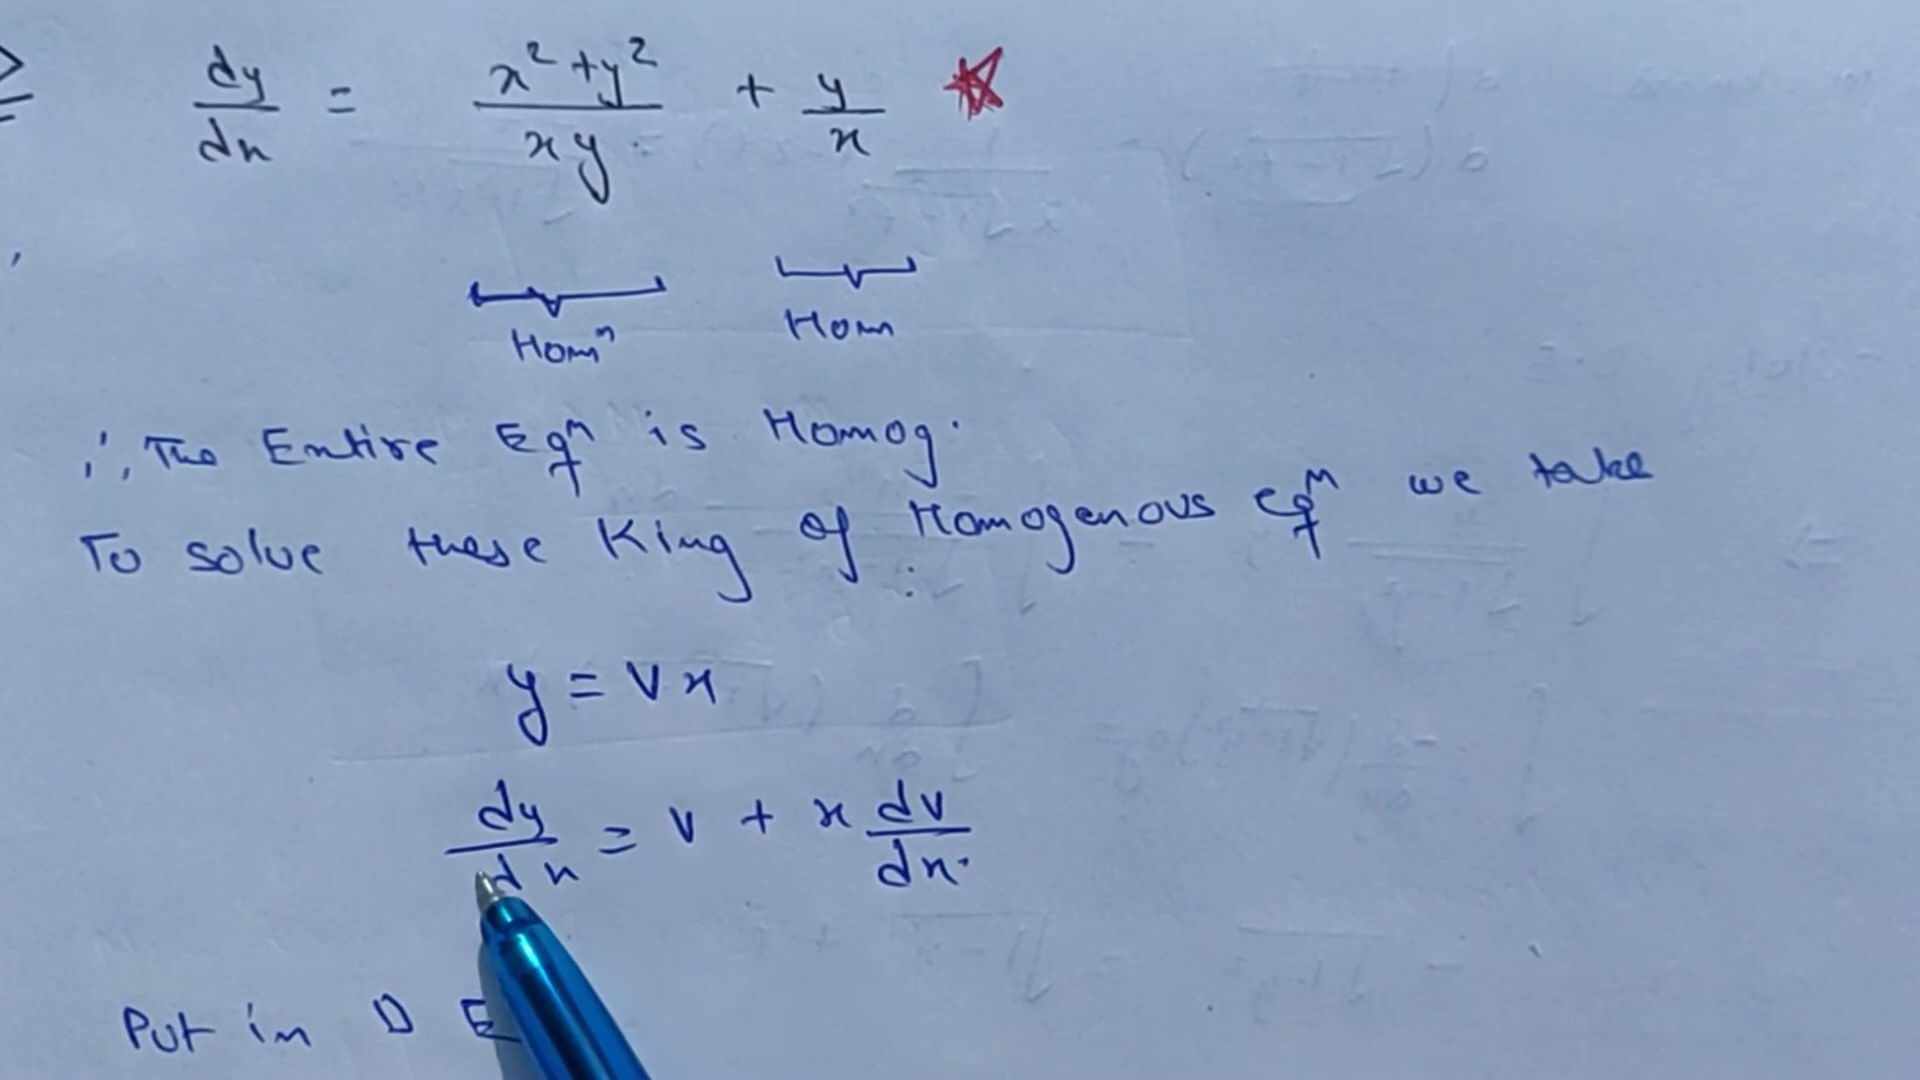 dy/dx = x²+y²/xy + y/x
Homⁿ Hom
∴ The Entire Eqⁿ is Homog.
To solve these King of Homogenous eqⁿ we take
y = vx
dy/dx = v + x dv/dx.
Put in D E